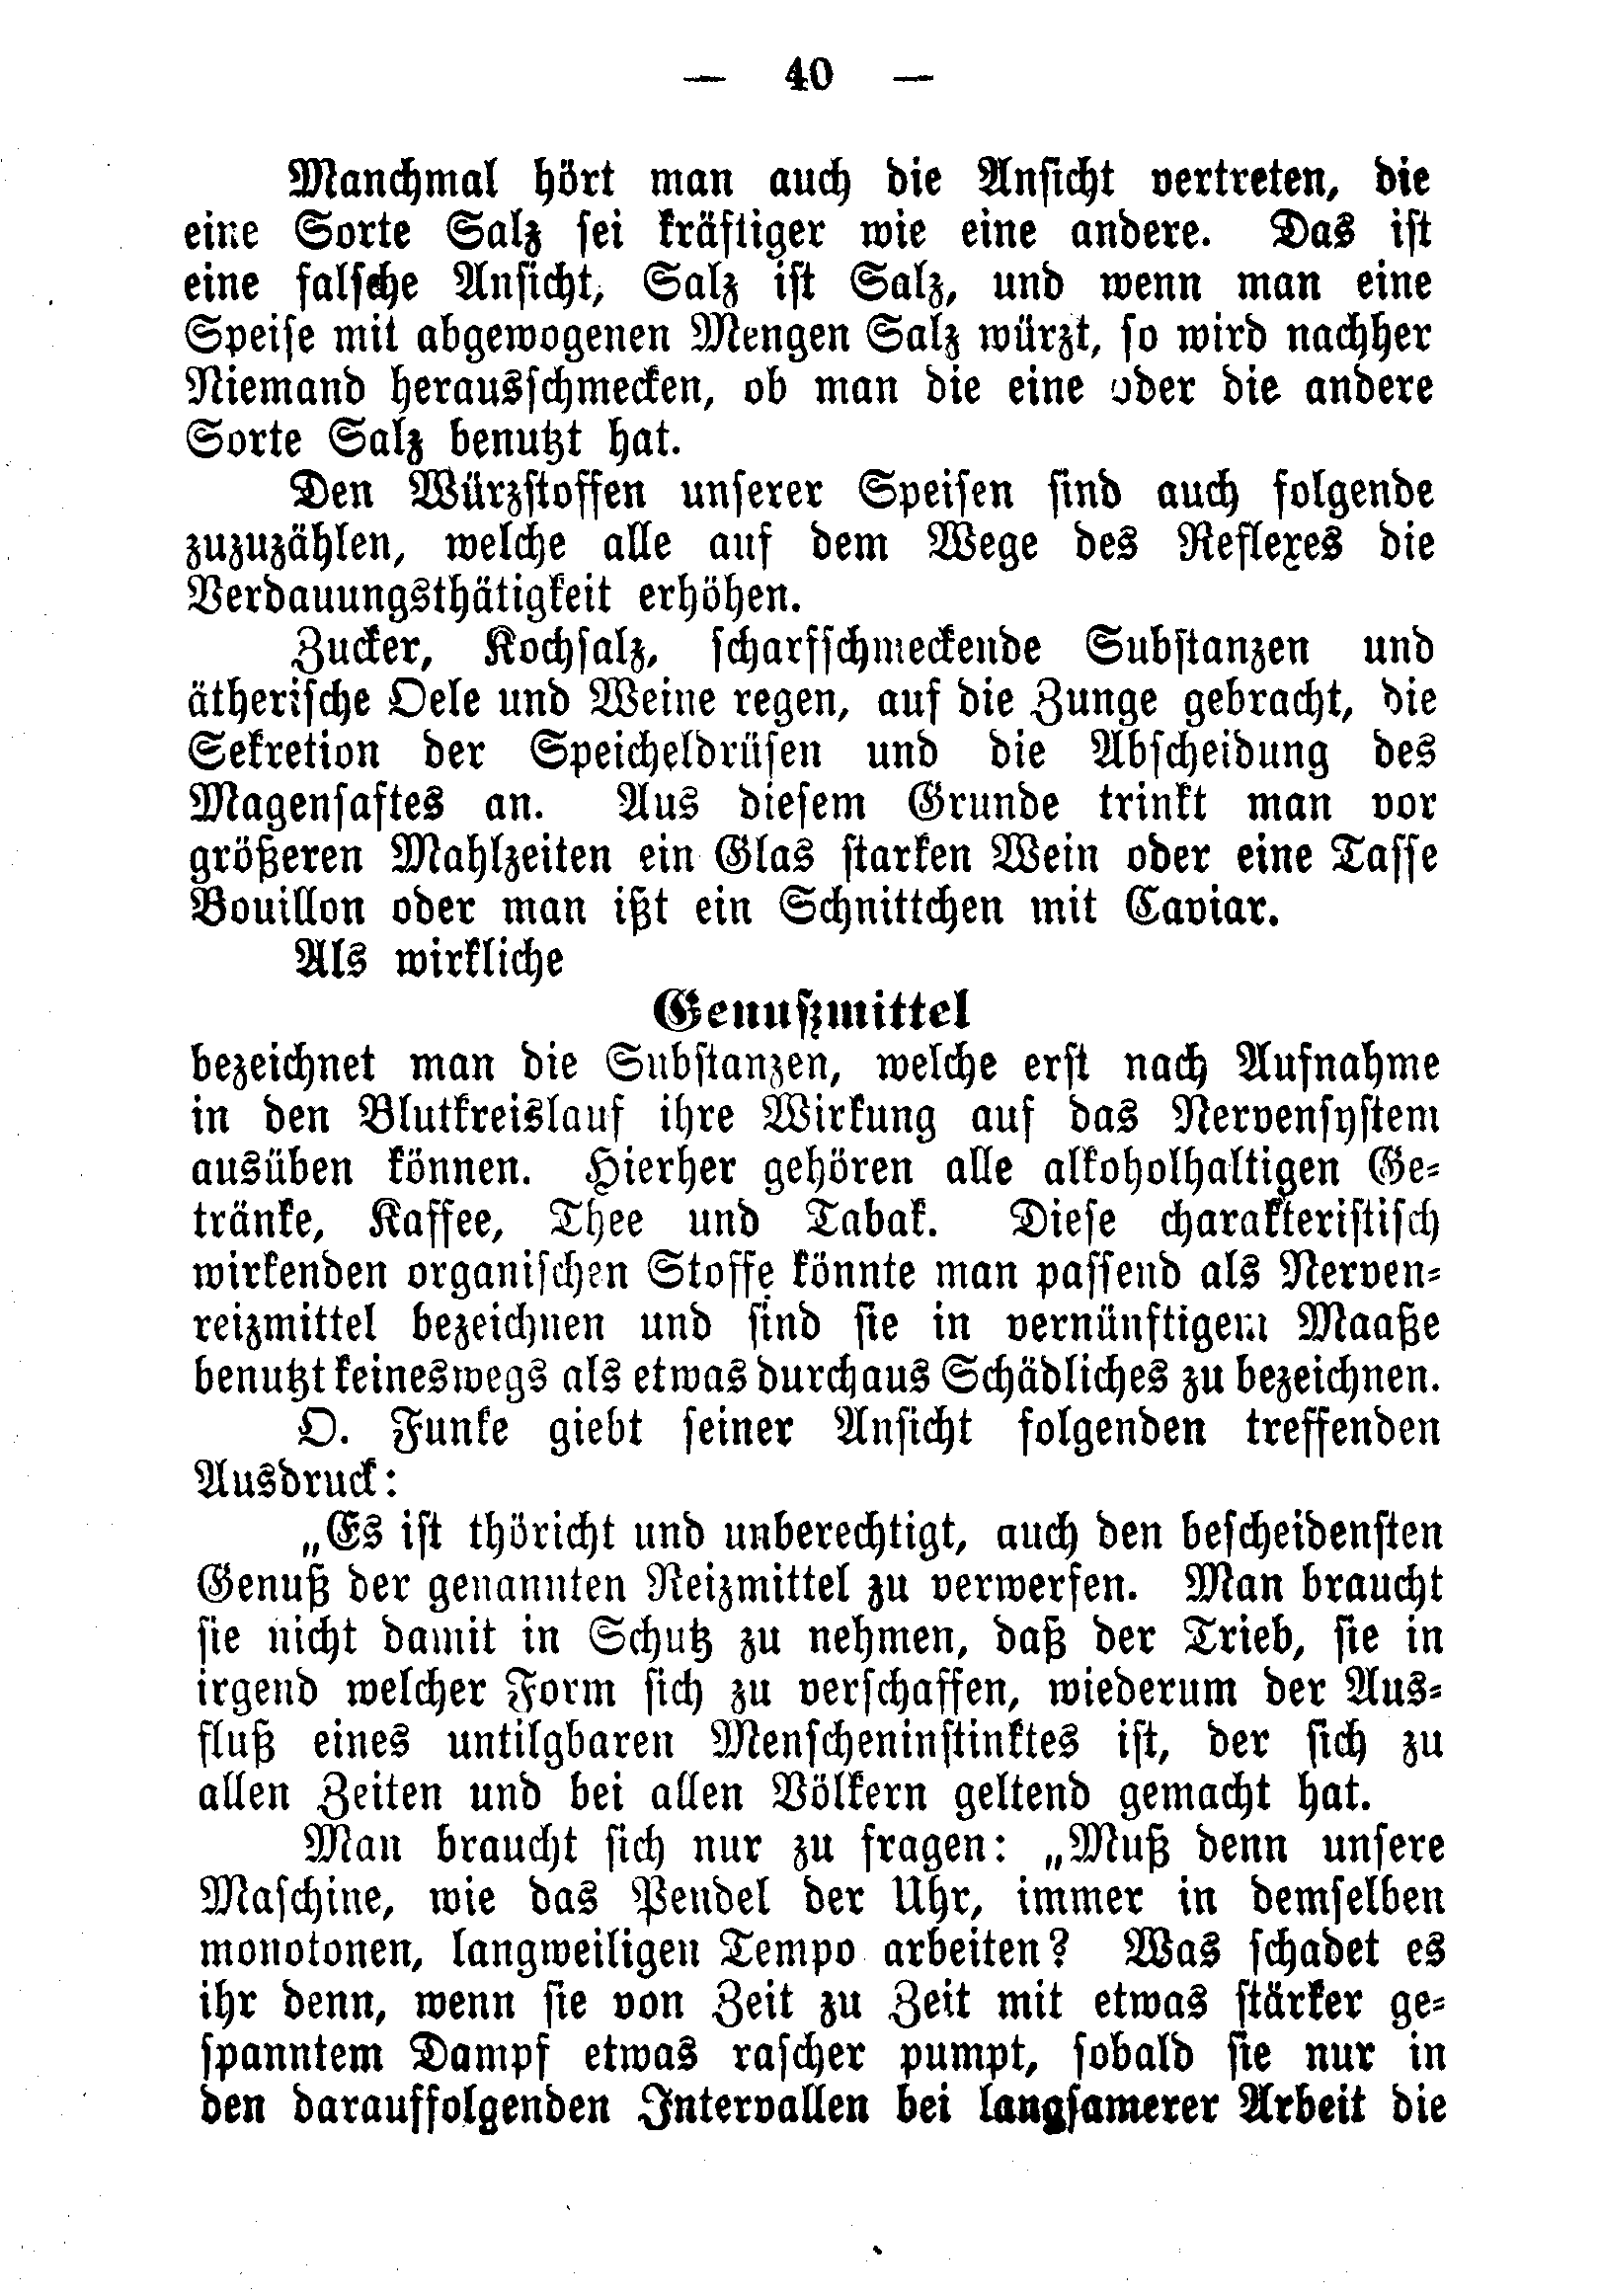 — 40 —
Manchmal hört man auch die Ansicht vertreten, die
eine Sorte Salz sei kräftiger wie eine andere. Das ist
eine falsche Ansicht, Salz ist Salz, und wenn man eine
Speise mit abgewogenen Mengen Salz würzt, so wird nachher
Niemand herausschmecken, ob man die eine oder die andere
Sorte Salz benutzt hat.
Den Würzstoffen unserer Speisen sind auch folgende
zuzuzählen, welche alle auf dem Wege des Reflexes die
Verdauungsthätigkeit erhöhen.
Zucker, Kochsalz, scharfschmeckende Substanzen und
ätherische Oele und Weine regen, auf die Zunge gebracht, die
Sekretion der Speicheldrüsen und die Abscheidung des
Magensaftes an. Aus diesem Grunde trinkt man vor
größeren Mahlzeiten ein Glas starken Wein oder eine Tasse
Bouillon oder man ißt ein Schnittchen mit Caviar.
Als wirkliche
Genußmittel
bezeichnet man die Substanzen, welche erst nach Aufnahme
in den Blutkreislauf ihre Wirkung auf das Nervensystem
ausüben können. Hierher gehören alle alkoholhaltigen Ge-
tränke, Kaffee, Thee und Tabak. Diese charakteristisch
wirkenden organischen Stoffe könnte man passend als Nerven-
reizmittel bezeichnen und sind sie in vernünftigem Maaße
benutzt keineswegs als etwas durchaus Schädliches zu bezeichnen.
O. Funke giebt seiner Ansicht folgenden treffenden
Ausdruck:
„Es ist thöricht und unberechtigt, auch den bescheidensten
Genuß der genannten Reizmittel zu verwerfen. Man braucht
sie nicht damit in Schutz zu nehmen, daß der Trieb, sie in
irgend welcher Form sich zu verschaffen, wiederum der Aus-
fluß eines untilgbaren Menscheninstinktes ist, der sich zu
allen Zeiten und bei allen Völkern geltend gemacht hat.
Man braucht sich nur zu fragen: „Muß denn unsere
Maschine, wie das Pendel der Uhr, immer in demselben
monotonen, langweiligen Tempo arbeiten? Was schadet es
ihr denn, wenn sie von Zeit zu Zeit mit etwas stärker ge-
spanntem Dampf etwas rascher pumpt, sobald sie nur in
den darauffolgenden Intervallen bei langsamerer Arbeit die